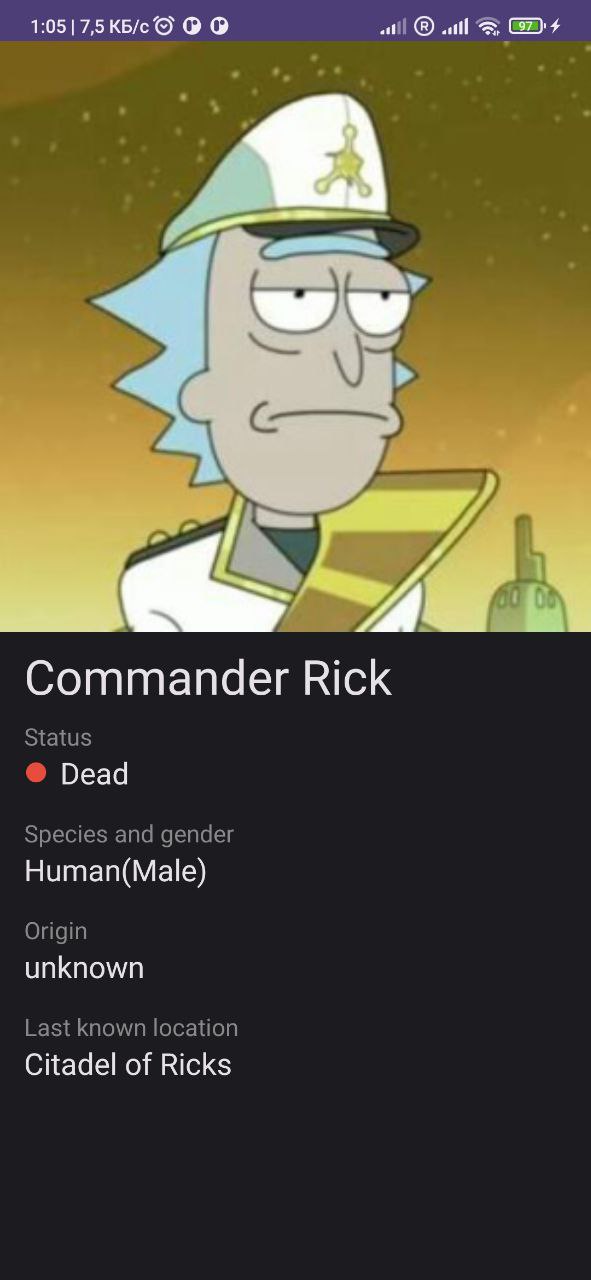 1:05 | 7,5 КБ/с ® 97
Commander Rick
Status
Dead
Species and gender
Human(Male)
Origin
unknown
Last known location
Citadel of Ricks